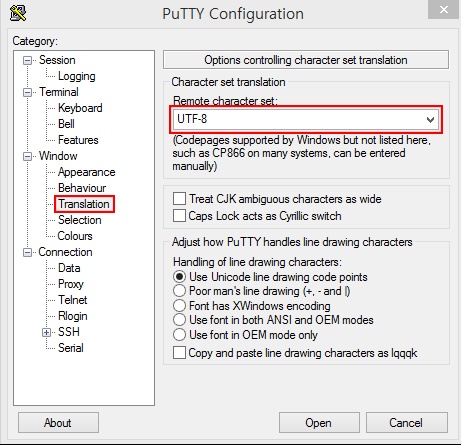 PuTTY Configuration
Category:
Session
Logging
Terminal
Keyboard
Bell
Features
Window
Appearance
Behaviour
Translation
Selection
Colours
Connection
Data
Proxy
Telnet
Rlogin
SSH
Serial
Options controlling character set translation
Character set translation
Remote character set:
UTF-8
(Codepages supported by Windows but not listed here,
such as CP866 on many systems, can be entered
manually)
Treat CJK ambiguous characters as wide
Caps Lock acts as Cyrillic switch
Adjust how PuTTY handles line drawing characters
Handling of line drawing characters:
Use Unicode line drawing code points
Poor man's line drawing (+, - and |)
Font has XWindows encoding
Use font in both ANSI and OEM modes
Use font in OEM mode only
Copy and paste line drawing characters as lqqqk
About
Open
Cancel